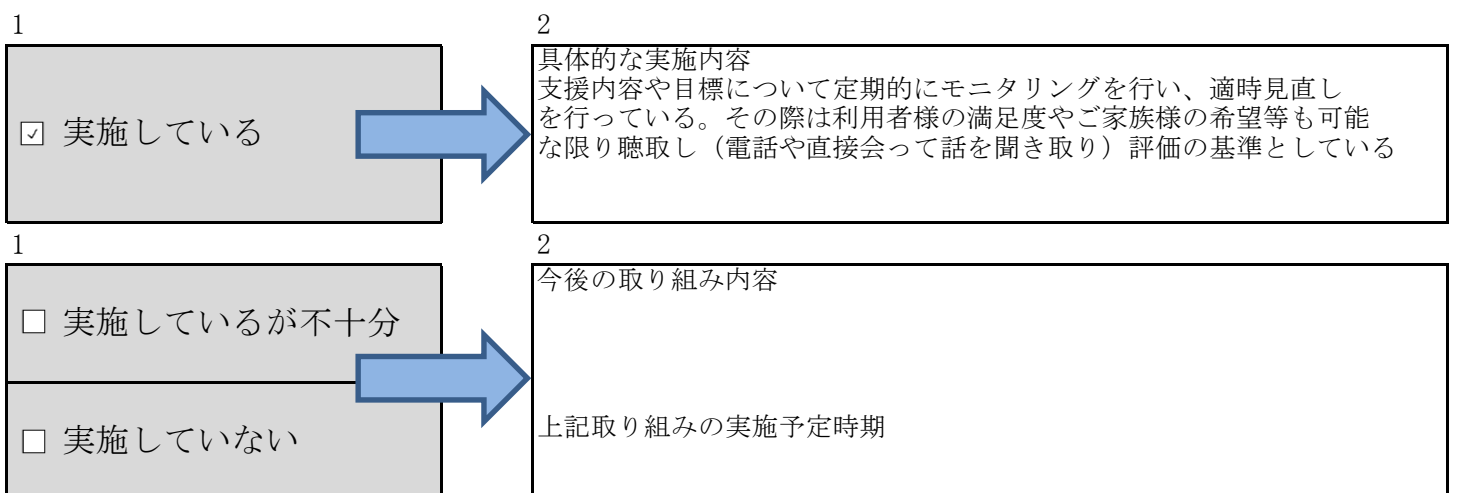 1
2
☑ 実施している
具体的な実施内容
支援内容や目標について定期的にモニタリングを行い、適時見直し
を行っている。その際は利用者様の満足度やご家族様の希望等も可能
な限り聴取し（電話や直接会って話を聞き取り）評価の基準としている
1
2
□ 実施しているが不十分
□ 実施していない
今後の取り組み内容
上記取り組みの実施予定時期